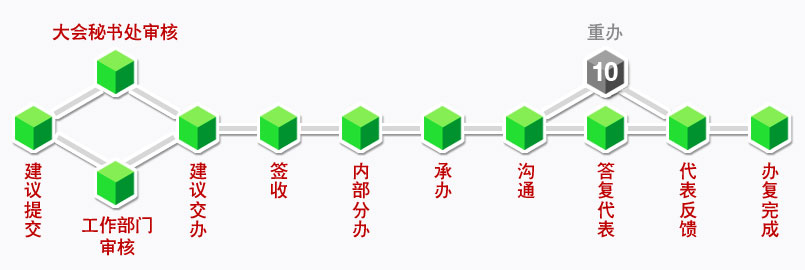 大会秘书处审核
重办
10
建议提交
工作部门
审核
建议交办
签收
内部分办
承办
沟通
答复代表
代表反馈
办复完成